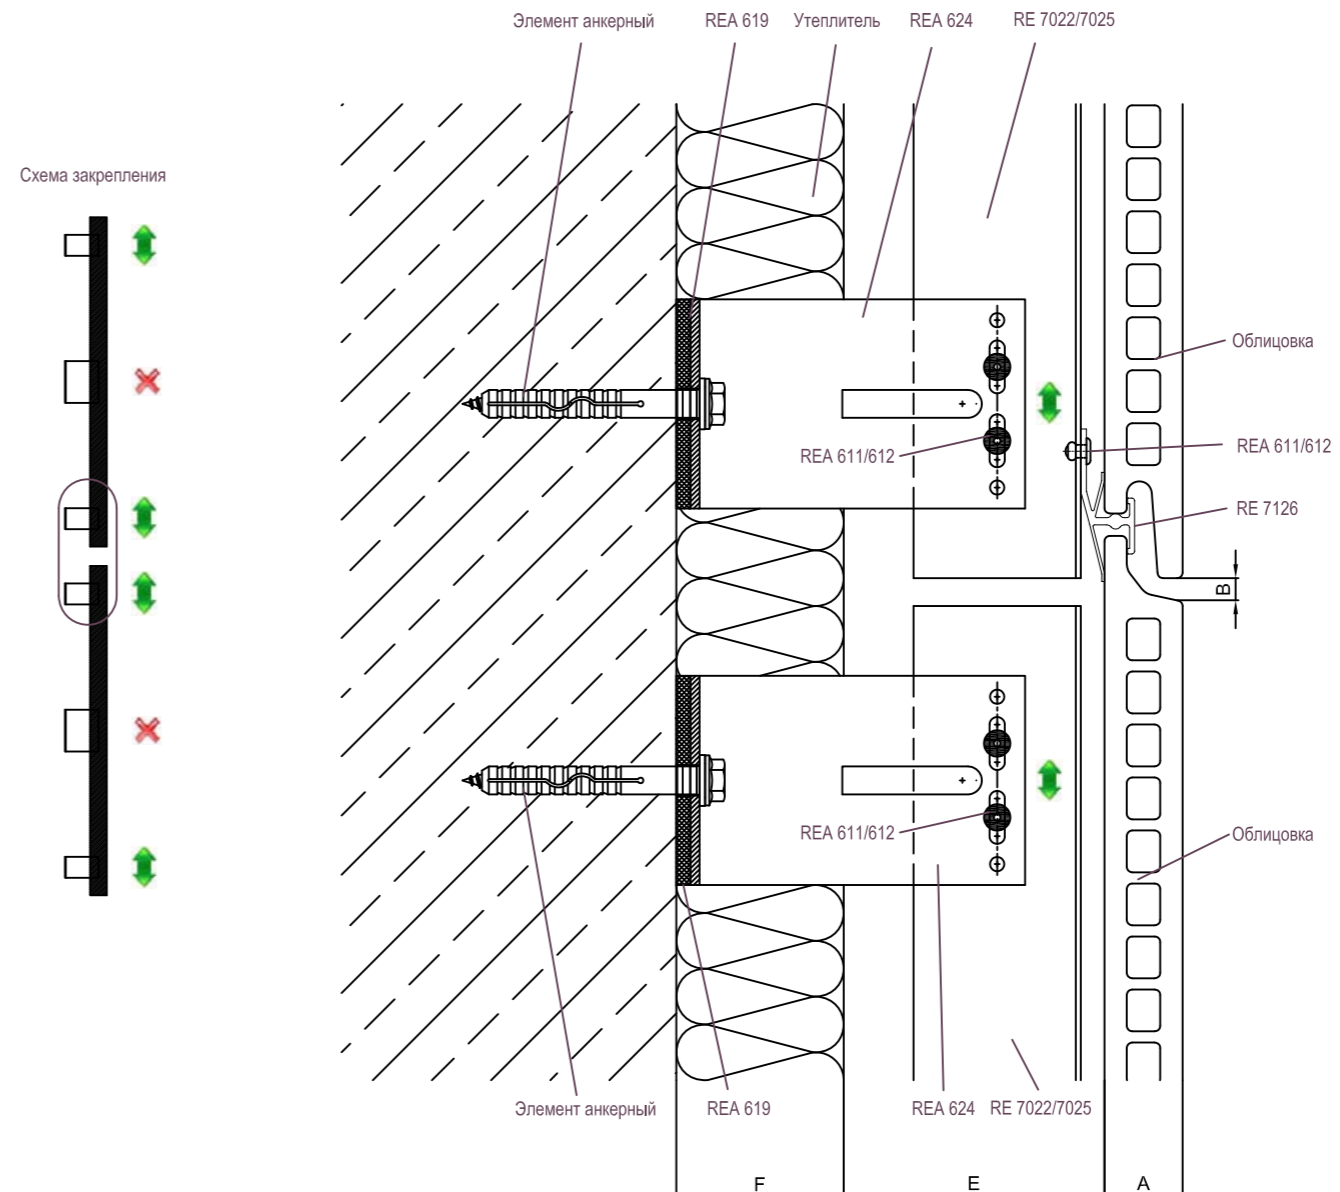 Элемент анкерный
REA 619
Утеплитель
REA 624
RE 7022/7025
Схема закрепления
Облицовка
REA 611/612
REA 611/612
RE 7126
B
REA 611/612
Облицовка
Элемент анкерный
REA 619
REA 624
RE 7022/7025
F
E
A